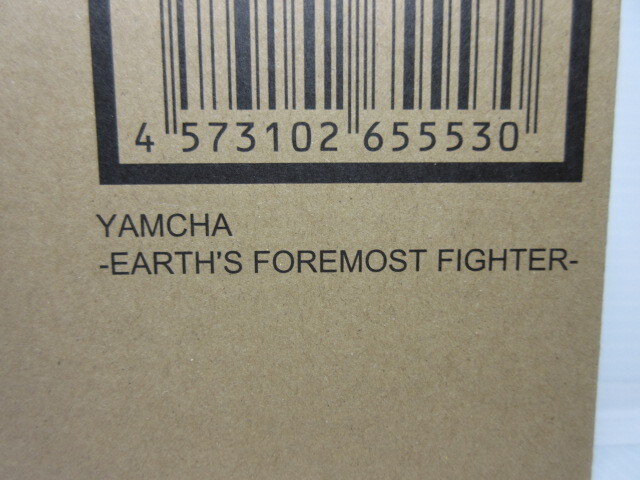 4 573102 655530
YAMCHA
-EARTH'S FOREMOST FIGHTER-